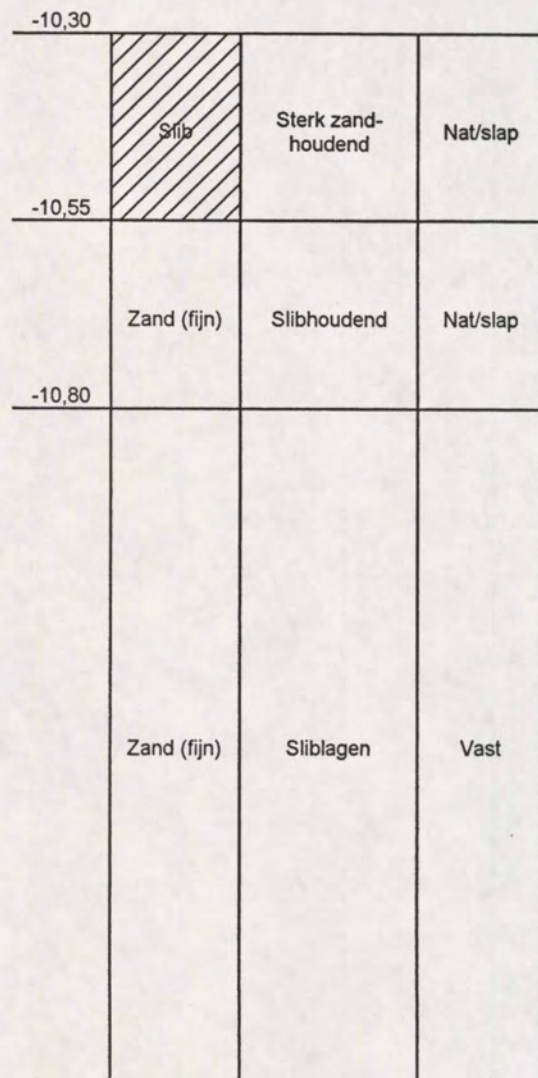 -10,30
Slib
Sterk zand-
houdend
Nat/slap
-10,55
Zand (fijn)
Slibhoudend
Nat/slap
-10,80
Zand (fijn)
Sliblagen
Vast